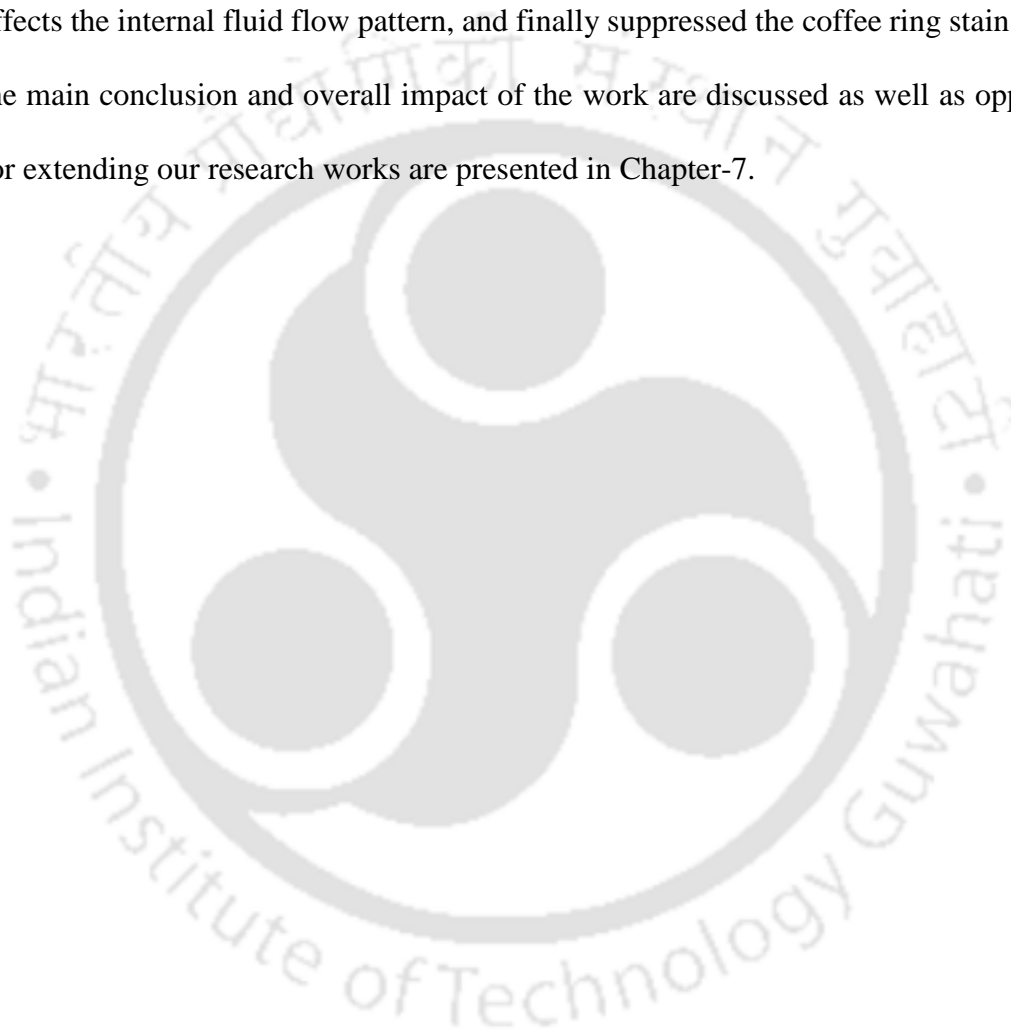 ffects the internal fluid flow pattern, and finally suppressed the coffee ring stain
ne main conclusion and overall impact of the work are discussed as well as opp
or extending our research works are presented in Chapter-7.
भारतीय प्रौद्योगिकी संस्थान गुवाहाटी
• Indian Institute of Technology Guwahati •